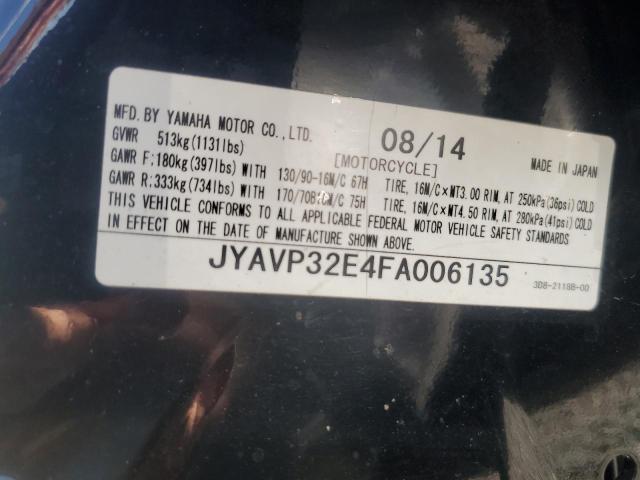 MFD. BY YAMAHA MOTOR CO., LTD. 08/14 MADE IN JAPAN
GVWR 513kg(1131lbs) [MOTORCYCLE]
GAWR F: 180kg(397lbs) WITH 130/90-16M/C 67H TIRE, 16M/C×MT3.00 RIM, AT 250kPa(36psi) COLD
GAWR R: 333kg(734lbs) WITH 170/70B16M/C 75H TIRE, 16M/C×MT4.50 RIM, AT 280kPa(41psi) COLD
THIS VEHICLE CONFORMS TO ALL APPLICABLE FEDERAL MOTOR VEHICLE SAFETY STANDARDS
IN EFFECT ON THE DATE OF MANUFACTURE SHOWN ABOVE.
JYAVP32E4FA006135
3D8-2118B-00